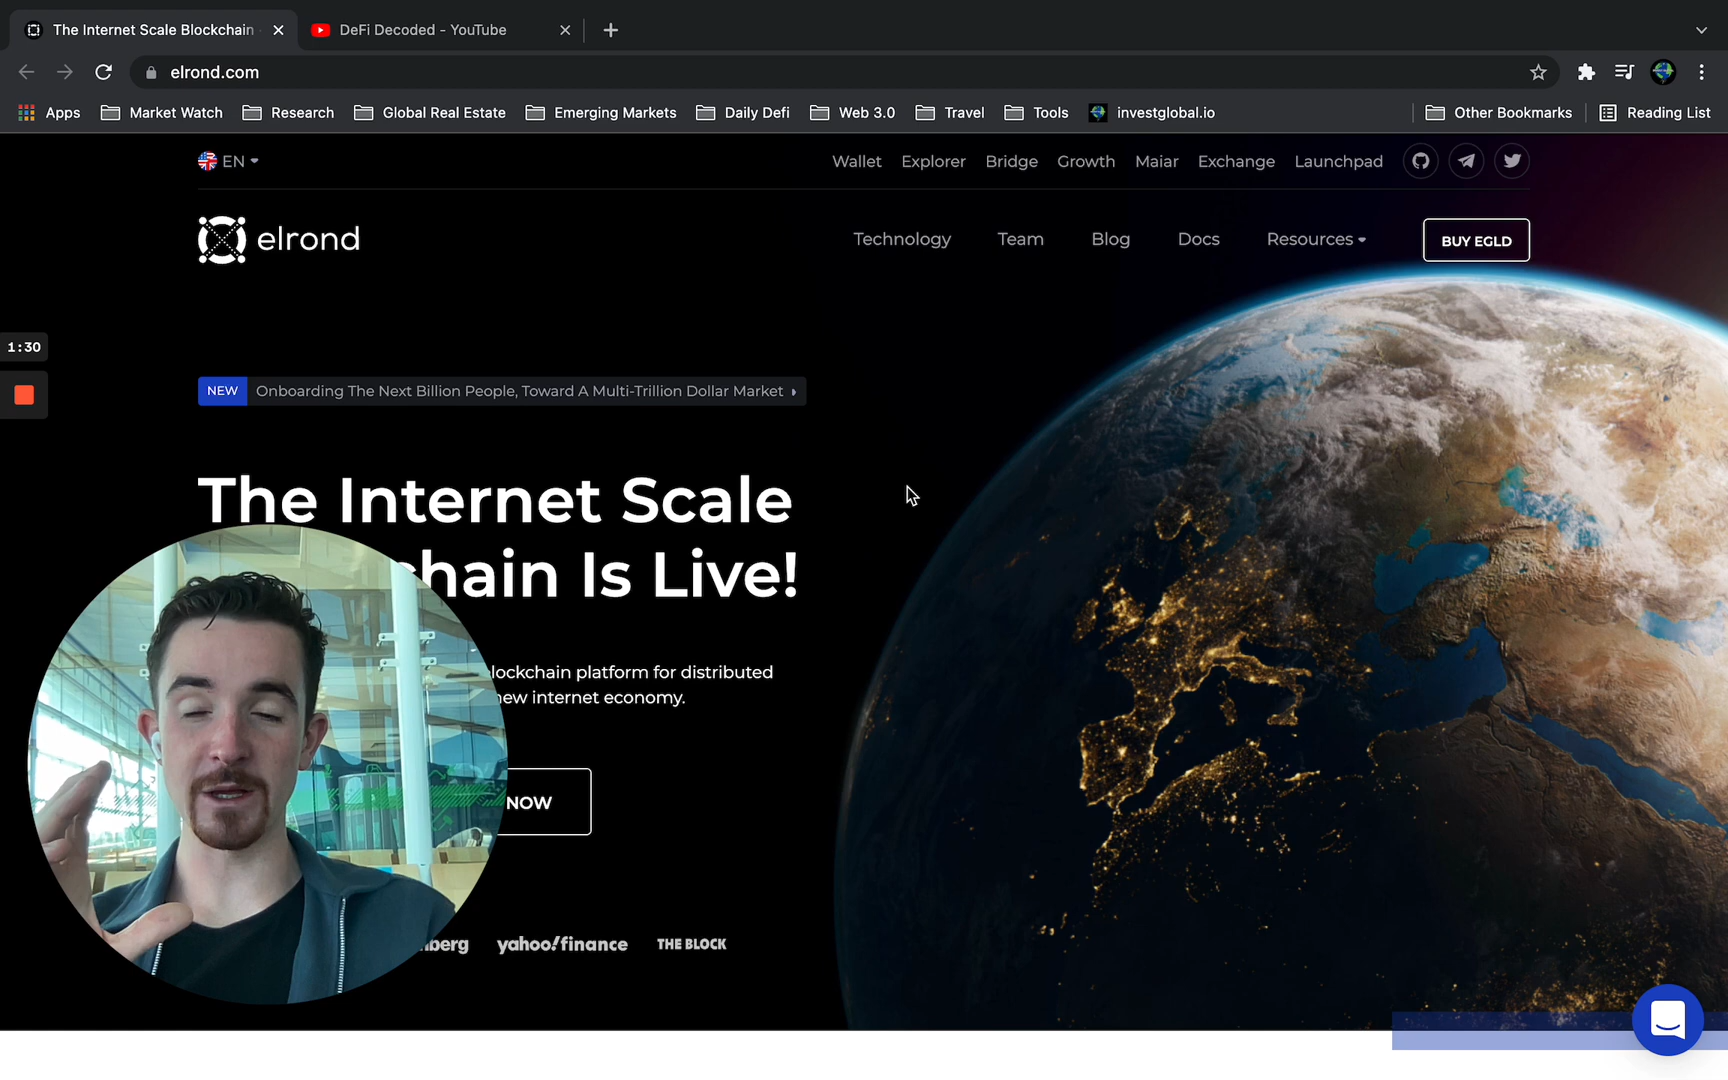 The Internet Scale Blockchain
DeFi Decoded - YouTube
elrond.com
Apps
Market Watch
Research
Global Real Estate
Emerging Markets
Daily Defi
Web 3.0
Travel
Tools
investglobal.io
Other Bookmarks
Reading List
EN
Wallet
Explorer
Bridge
Growth
Maiar
Exchange
Launchpad
elrond
Technology
Team
Blog
Docs
Resources
BUY EGLD
1:30
NEW Onboarding The Next Billion People, Toward A Multi-Trillion Dollar Market
The Internet Scale
chain Is Live!
lockchain platform for distributed
new internet economy.
NOW
nberg
yahoo!finance
THE BLOCK